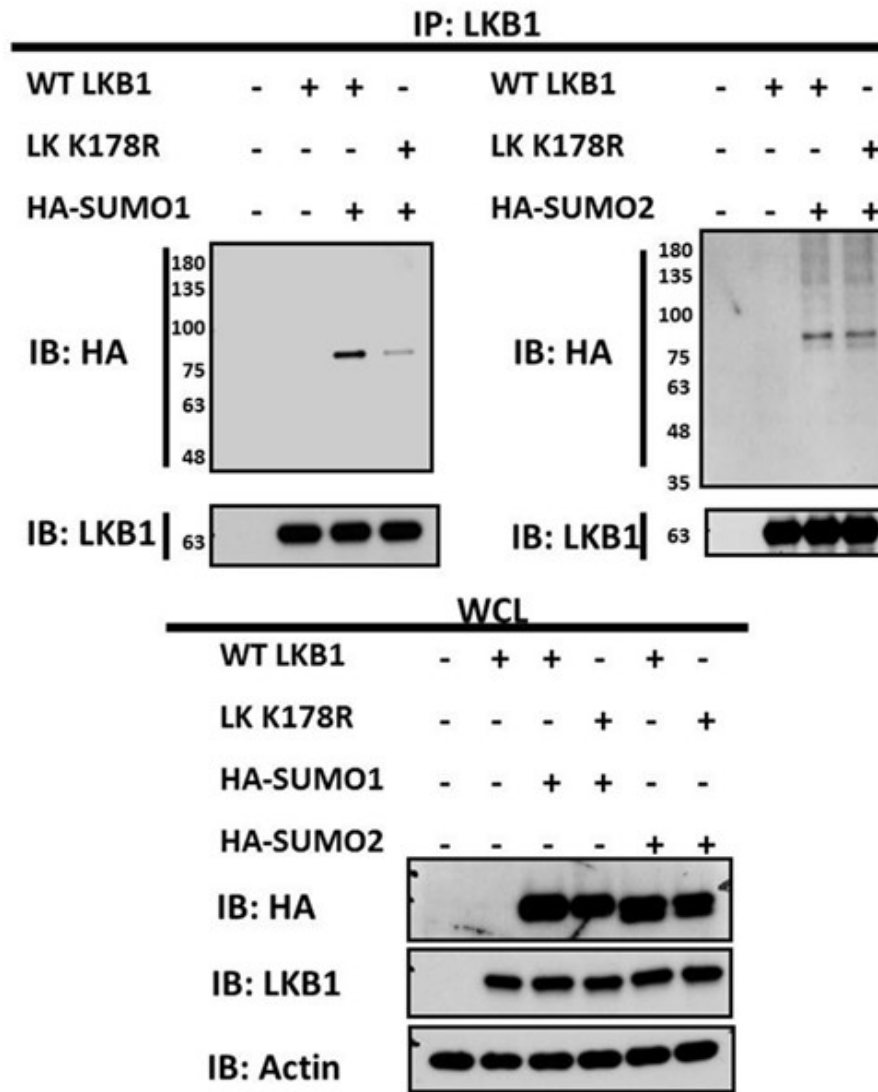 IP: LKB1
WT LKB1 - + + -
LK K178R - - - +
HA-SUMO1 - - + +
IB: HA
180
135
100
75
63
48
IB: LKB1 63
WT LKB1 - + + -
LK K178R - - - +
HA-SUMO2 - - + +
IB: HA
180
135
100
75
63
48
35
IB: LKB1 63
WCL
WT LKB1 - + + - + -
LK K178R - - - + - +
HA-SUMO1 - - + + - -
HA-SUMO2 - - - - + +
IB: HA
IB: LKB1
IB: Actin